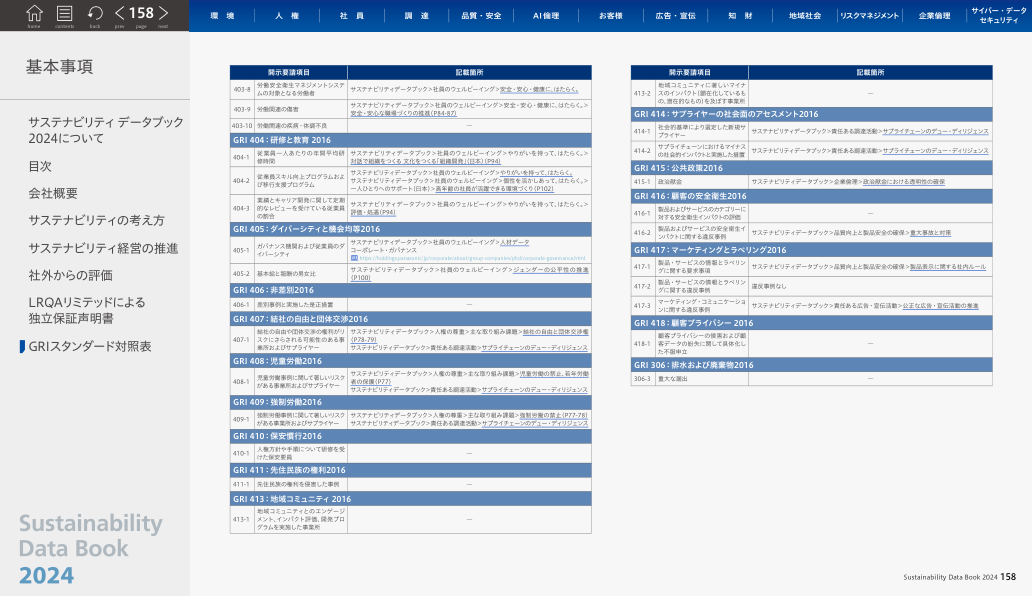 home contents back prev page next
158
環 境 人 権 社 員 調 達 品質・安全 AI倫理 お客様 広告・宣伝 知 財 地域社会 リスクマネジメント 企業倫理 サイバー・データ
セキュリティ
基本事項
サステナビリティ データブック
2024について
目次
会社概要
サステナビリティの考え方
サステナビリティ経営の推進
社外からの評価
LRQAリミテッドによる
独立保証声明書
GRIスタンダード対照表
Sustainability
Data Book
2024
開示要請項目 記載箇所
403-8 労働安全衛生マネジメントシステ
ムの対象となる労働者
サステナビリティデータブック>社員のウェルビーイング>安全・安心・健康に、はたらく。
403-9 労働関連の傷害
サステナビリティデータブック>社員のウェルビーイング>安全・安心・健康に、はたらく。>
安全・安心な職場づくりの推進(P84-87)
403-10 労働関連の疾病・体調不良 ―
GRI 404:研修と教育 2016
404-1 従業員一人あたりの年間平均研
修時間
サステナビリティデータブック>社員のウェルビーイング>やりがいを持って、はたらく。>
対話で組織をつくる 文化をつくる「組織開発」(日本)(P94)
404-2 従業員スキル向上プログラムおよ
び移行支援プログラム
サステナビリティデータブック>社員のウェルビーイング>やりがいを持って、はたらく。
サステナビリティデータブック>社員のウェルビーイング>個性を活かしあって、はたらく。>
一人ひとりへのサポート(日本)>高年齢の社員が活躍できる環境づくり(P102)
404-3 業績とキャリア開発に関して定期
的なレビューを受けている従業員
の割合
サステナビリティデータブック>社員のウェルビーイング>やりがいを持って、はたらく。>
評価・処遇(P94)
GRI 405:ダイバーシティと機会均等2016
405-1 ガバナンス機関および従業員のダ
イバーシティ
サステナビリティデータブック>社員のウェルビーイング>人材データ
コーポレート・ガバナンス
https://holdings.panasonic/jp/corporate/about/group-companies/phd/corporate-governance.html
405-2 基本給と報酬の男女比
サステナビリティデータブック>社員のウェルビーイング>ジェンダーの公平性の推進
(P100)
GRI 406:非差別2016
406-1 差別事例と実施した是正措置 ―
GRI 407:結社の自由と団体交渉2016
407-1 結社の自由や団体交渉の権利がリ
スクにさらされる可能性のある事
業所およびサプライヤー
サステナビリティデータブック>人権の尊重>主な取り組み課題>結社の自由と団体交渉権
(P78-79)
サステナビリティデータブック>責任ある調達活動>サプライチェーンのデュー・ディリジェンス
GRI 408:児童労働2016
408-1 児童労働事例に関して著しいリスク
がある事業所およびサプライヤー
サステナビリティデータブック>人権の尊重>主な取り組み課題>児童労働の禁止、若年労働
者の保護(P77)
サステナビリティデータブック>責任ある調達活動>サプライチェーンのデュー・ディリジェンス
GRI 409:強制労働2016
409-1 強制労働事例に関して著しいリスク
がある事業所およびサプライヤー
サステナビリティデータブック>人権の尊重>主な取り組み課題>強制労働の禁止(P77-78)
サステナビリティデータブック>責任ある調達活動>サプライチェーンのデュー・ディリジェンス
GRI 410:保安慣行2016
410-1 人権方針や手順について研修を受
けた保安要員
―
GRI 411:先住民族の権利2016
411-1 先住民族の権利を侵害した事例 ―
GRI 413:地域コミュニティ 2016
413-1 地域コミュニティとのエンゲージ
メント、インパクト評価、開発プロ
グラムを実施した事業所
―
開示要請項目 記載箇所
413-2 地域コミュニティに著しいマイナ
スのインパクト(顕在化しているも
の、潜在的なもの)を及ぼす事業所
―
GRI 414:サプライヤーの社会面のアセスメント2016
414-1 社会的基準により選定した新規サ
プライヤー
サステナビリティデータブック>責任ある調達活動>サプライチェーンのデュー・ディリジェンス
414-2 サプライチェーンにおけるマイナス
の社会的インパクトと実施した措置
サステナビリティデータブック>責任ある調達活動>サプライチェーンのデュー・ディリジェンス
GRI 415:公共政策2016
415-1 政治献金 サステナビリティデータブック>企業倫理>政治献金における透明性の確保
GRI 416:顧客の安全衛生2016
416-1 製品およびサービスのカテゴリーに
対する安全衛生インパクトの評価
―
416-2 製品およびサービスの安全衛生イ
ンパクトに関する違反事例
サステナビリティデータブック>品質向上と製品安全の確保>重大事故と対策
GRI 417:マーケティングとラベリング2016
417-1 製品・サービスの情報とラベリン
グに関する要求事項
サステナビリティデータブック>品質向上と製品安全の確保>製品表示に関する社内ルール
417-2 製品・サービスの情報とラベリン
グに関する違反事例
違反事例なし
417-3 マーケティング・コミュニケーショ
ンに関する違反事例
サステナビリティデータブック>責任ある広告・宣伝活動>公正な広告・宣伝活動の推進
GRI 418:顧客プライバシー 2016
418-1 顧客プライバシーの侵害および顧
客データの紛失に関して具体化し
た不服申立
―
GRI 306:排水および廃棄物2016
306-3 重大な漏出 ―
Sustainability Data Book 2024 158